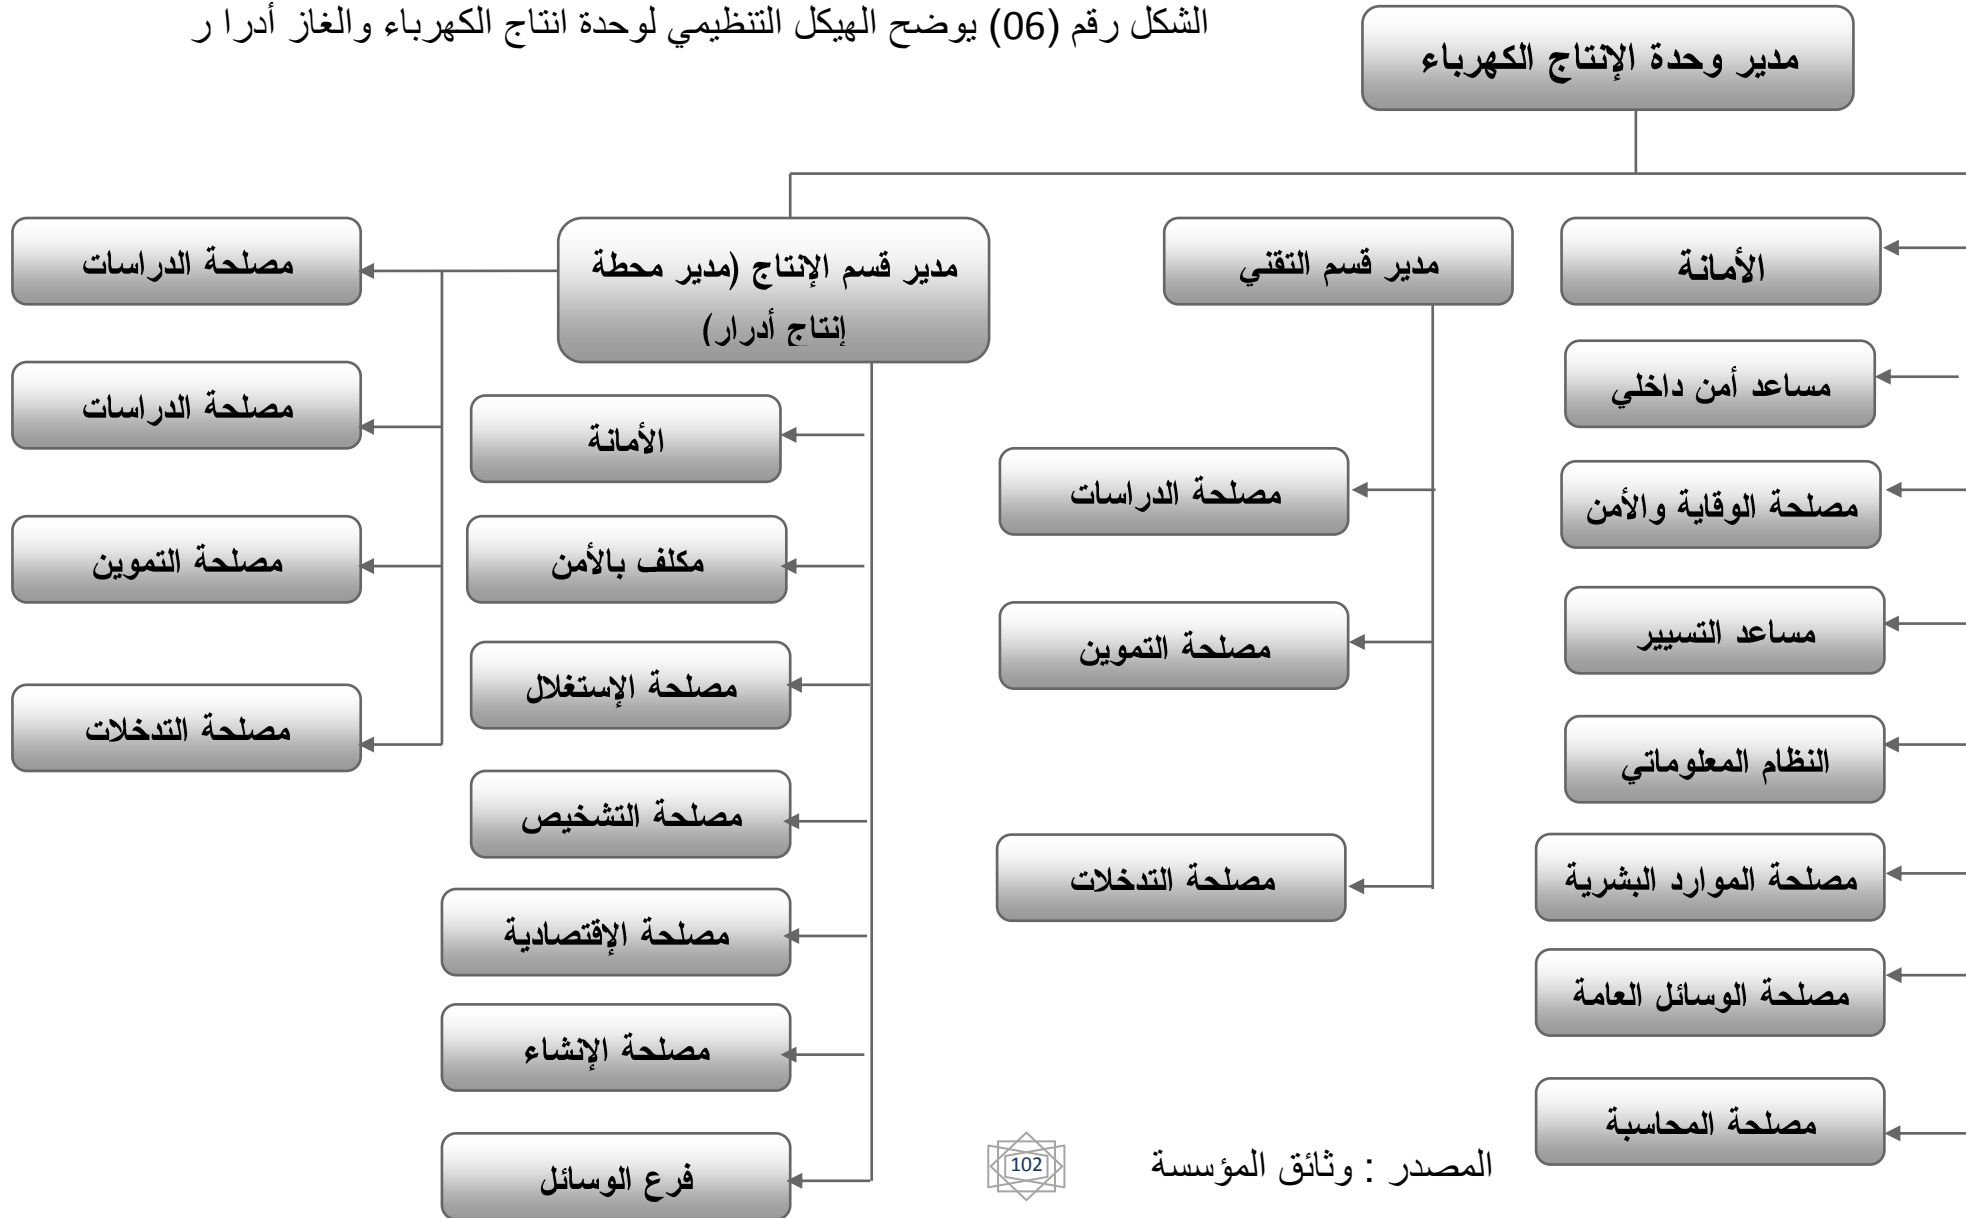 الشكل رقم (06) يوضح الهيكل التنظيمي لوحدة انتاج الكهرباء والغاز أدرا ر
مدير وحدة الإنتاج الكهرباء
الأمانة
مساعد أمن داخلي
مصلحة الوقاية والأمن
مساعد التسيير
النظام المعلوماتي
مصلحة الموارد البشرية
مصلحة الوسائل العامة
مصلحة المحاسبة
مدير قسم التقني
مصلحة الدراسات
مصلحة التموين
مصلحة التدخلات
مدير قسم الإنتاج (مدير محطة
إنتاج أدرار)
الأمانة
مكلف بالأمن
مصلحة الإستغلال
مصلحة التشخيص
مصلحة الإقتصادية
مصلحة الإنشاء
فرع الوسائل
مصلحة الدراسات
مصلحة الدراسات
مصلحة التموين
مصلحة التدخلات
المصدر : وثائق المؤسسة
102